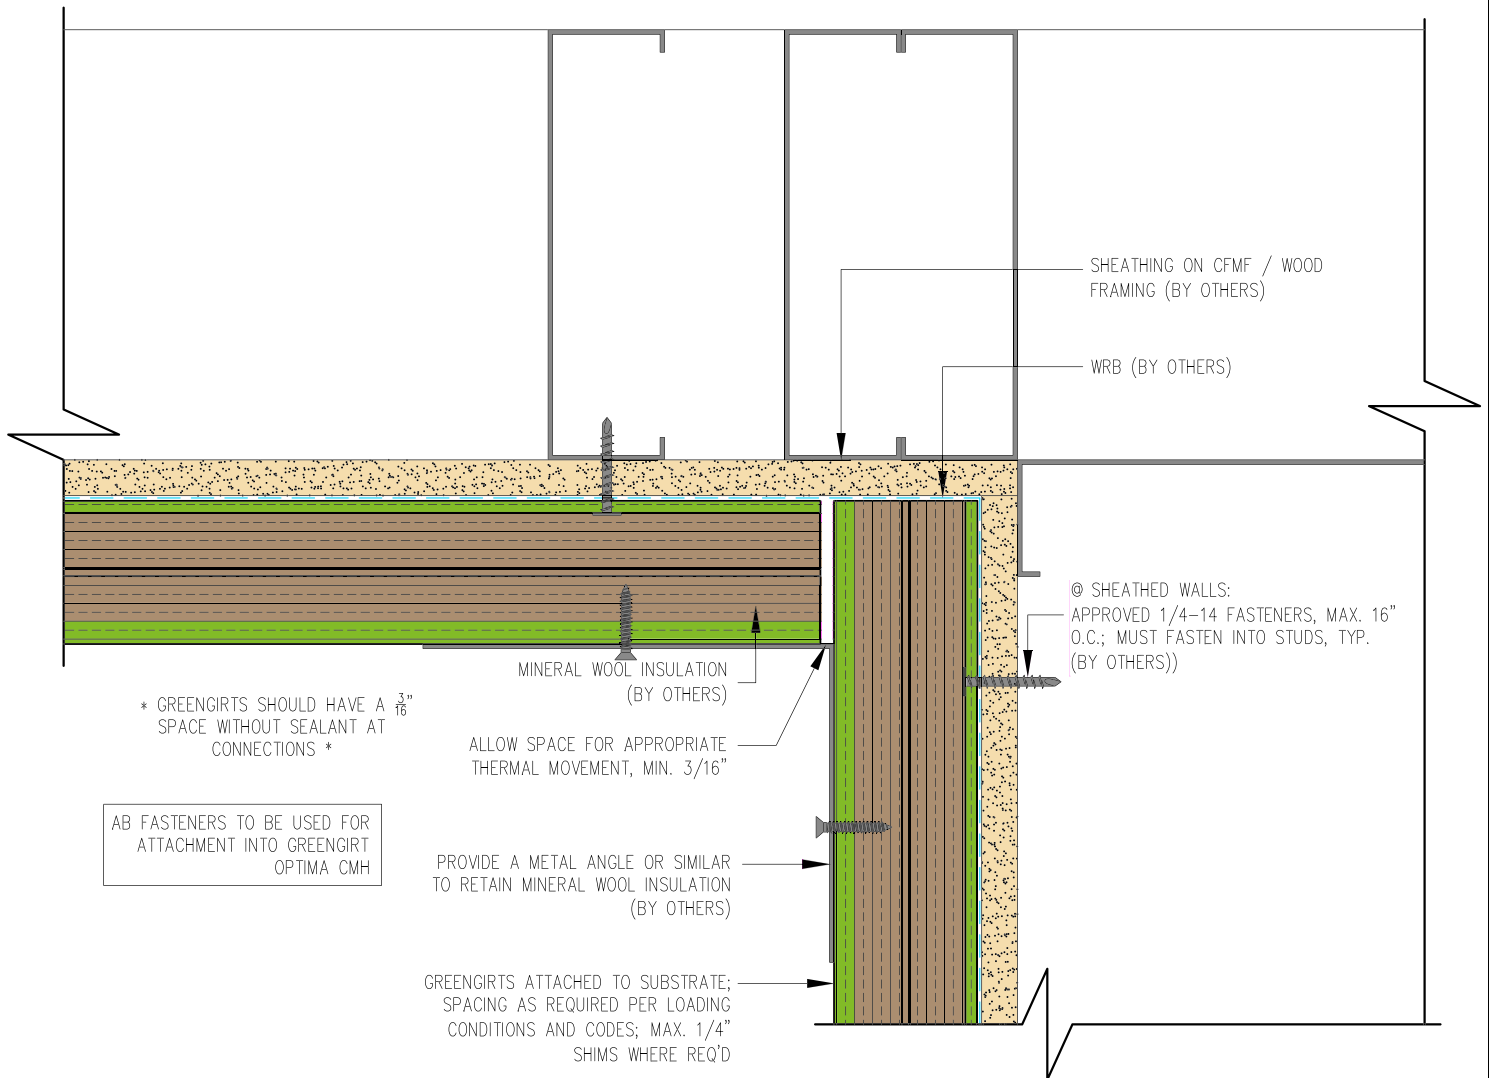 SHEATHING ON CFMF / WOOD
FRAMING (BY OTHERS)
WRB (BY OTHERS)
@ SHEATHED WALLS:
APPROVED 1/4-14 FASTENERS, MAX. 16"
O.C.; MUST FASTEN INTO STUDS, TYP.
(BY OTHERS))
MINERAL WOOL INSULATION
(BY OTHERS)
* GREENGIRTS SHOULD HAVE A 3/16"
SPACE WITHOUT SEALANT AT
CONNECTIONS *
ALLOW SPACE FOR APPROPRIATE
THERMAL MOVEMENT, MIN. 3/16"
AB FASTENERS TO BE USED FOR
ATTACHMENT INTO GREENGIRT
OPTIMA CMH
PROVIDE A METAL ANGLE OR SIMILAR
TO RETAIN MINERAL WOOL INSULATION
(BY OTHERS)
GREENGIRTS ATTACHED TO SUBSTRATE;
SPACING AS REQUIRED PER LOADING
CONDITIONS AND CODES; MAX. 1/4"
SHIMS WHERE REQ'D